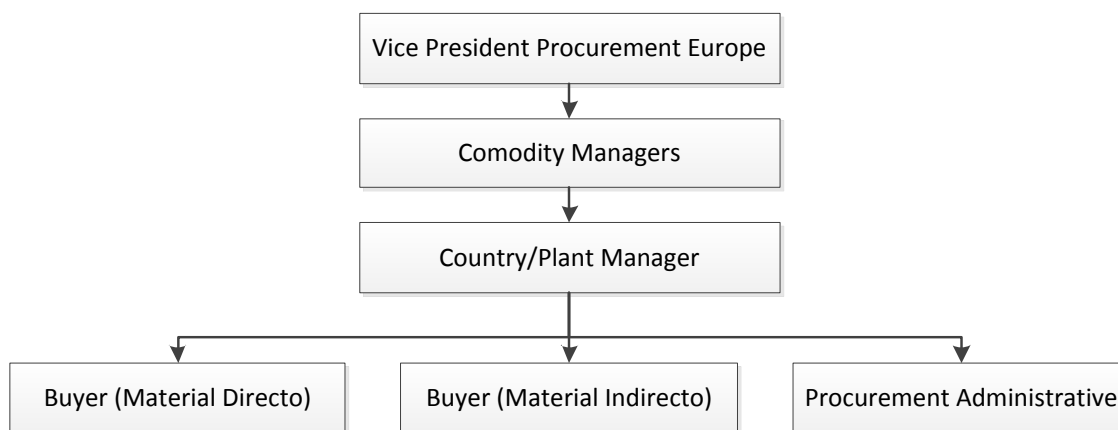 Vice President Procurement Europe
Comodity Managers
Country/Plant Manager
Buyer (Material Directo)
Buyer (Material Indirecto)
Procurement Administrative